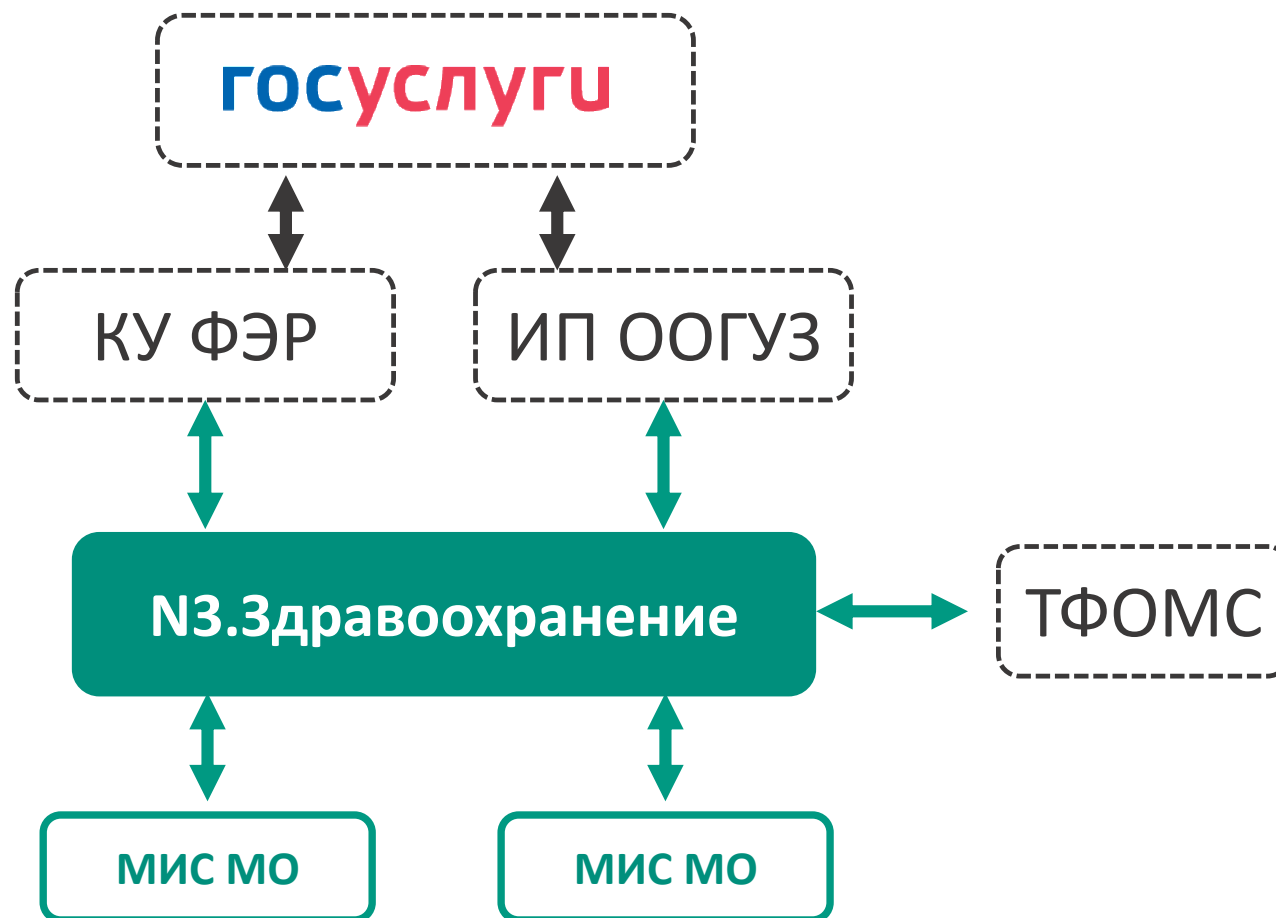 госуслуги
КУ ФЭР
ИП ООГУЗ
N3.Здравоохранение
ТФОМС
МИС МО
МИС МО